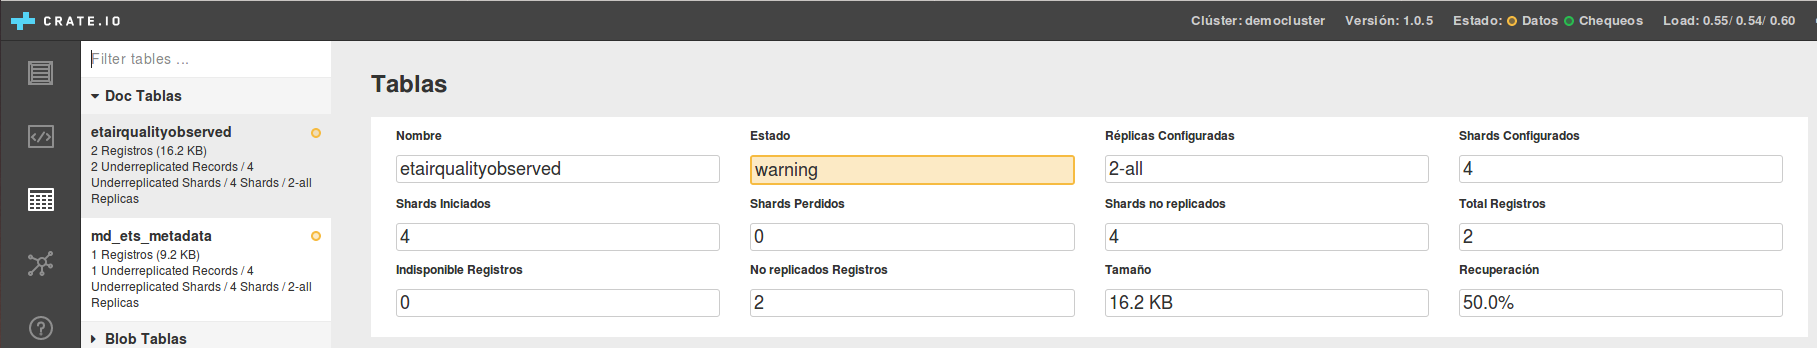 CRATE.IO
Clúster: democluster Versión: 1.0.5 Estado: Datos Chequeos Load: 0.55/ 0.54/ 0.60
Filter tables ...
Doc Tablas
etairqualityobserved
2 Registros (16.2 KB)
2 Underreplicated Records / 4
Underreplicated Shards / 4 Shards / 2-all
Replicas
md_ets_metadata
1 Registros (9.2 KB)
1 Underreplicated Records / 4
Underreplicated Shards / 4 Shards / 2-all
Replicas
Blob Tablas
Tablas
Nombre Estado Réplicas Configuradas Shards Configurados
etairqualityobserved warning 2-all 4
Shards Iniciados Shards Perdidos Shards no replicados Total Registros
4 0 4 2
Indisponible Registros No replicados Registros Tamaño Recuperación
0 2 16.2 KB 50.0%